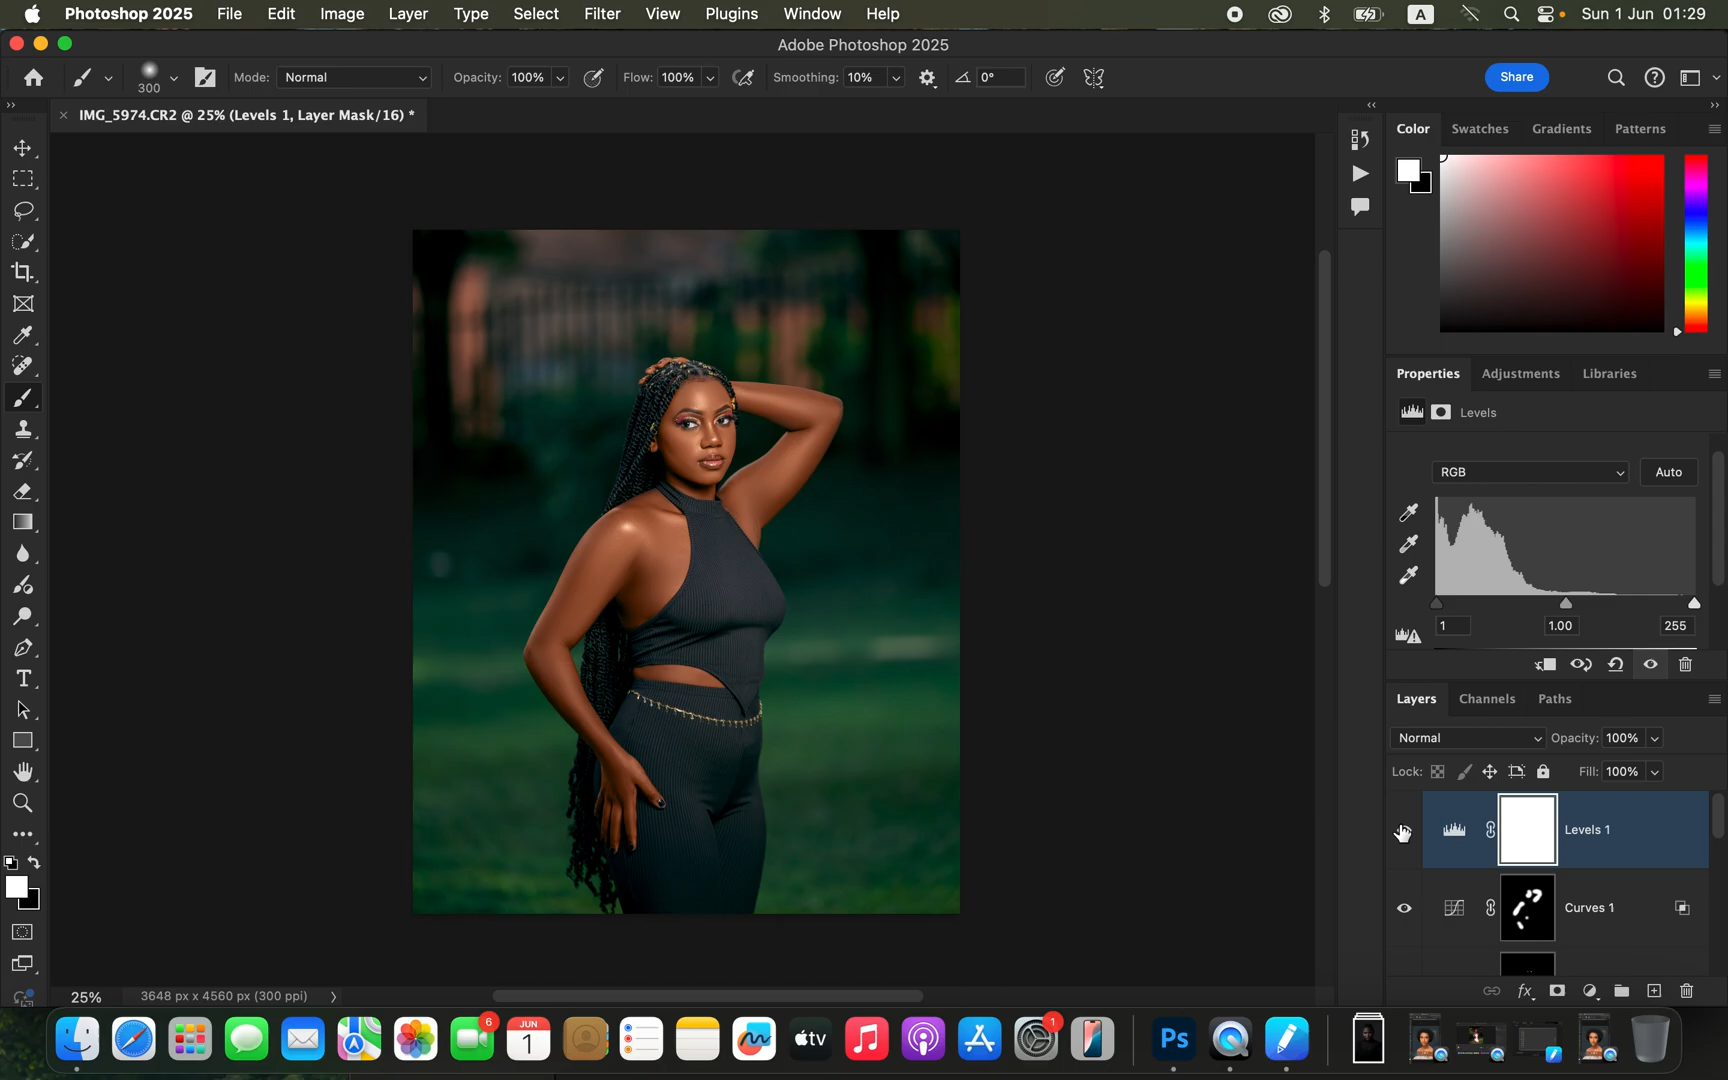 Photoshop 2025 File Edit Image Layer Type Select Filter View Plugins Window Help A Sun 1 Jun 01:29
Adobe Photoshop 2025
300 Mode: Normal Opacity: 100% Flow: 100% Smoothing: 10% 0° Share
× IMG_5974.CR2 @ 25% (Levels 1, Layer Mask/16) *
Color Swatches Gradients Patterns
Properties Adjustments Libraries
Levels
RGB Auto
1 1.00 255
Layers Channels Paths
Normal Opacity: 100%
Lock: Fill: 100%
Levels 1
Curves 1
25% 3648 px x 4560 px (300 ppi)
6 JUN 1 tv 1 Ps